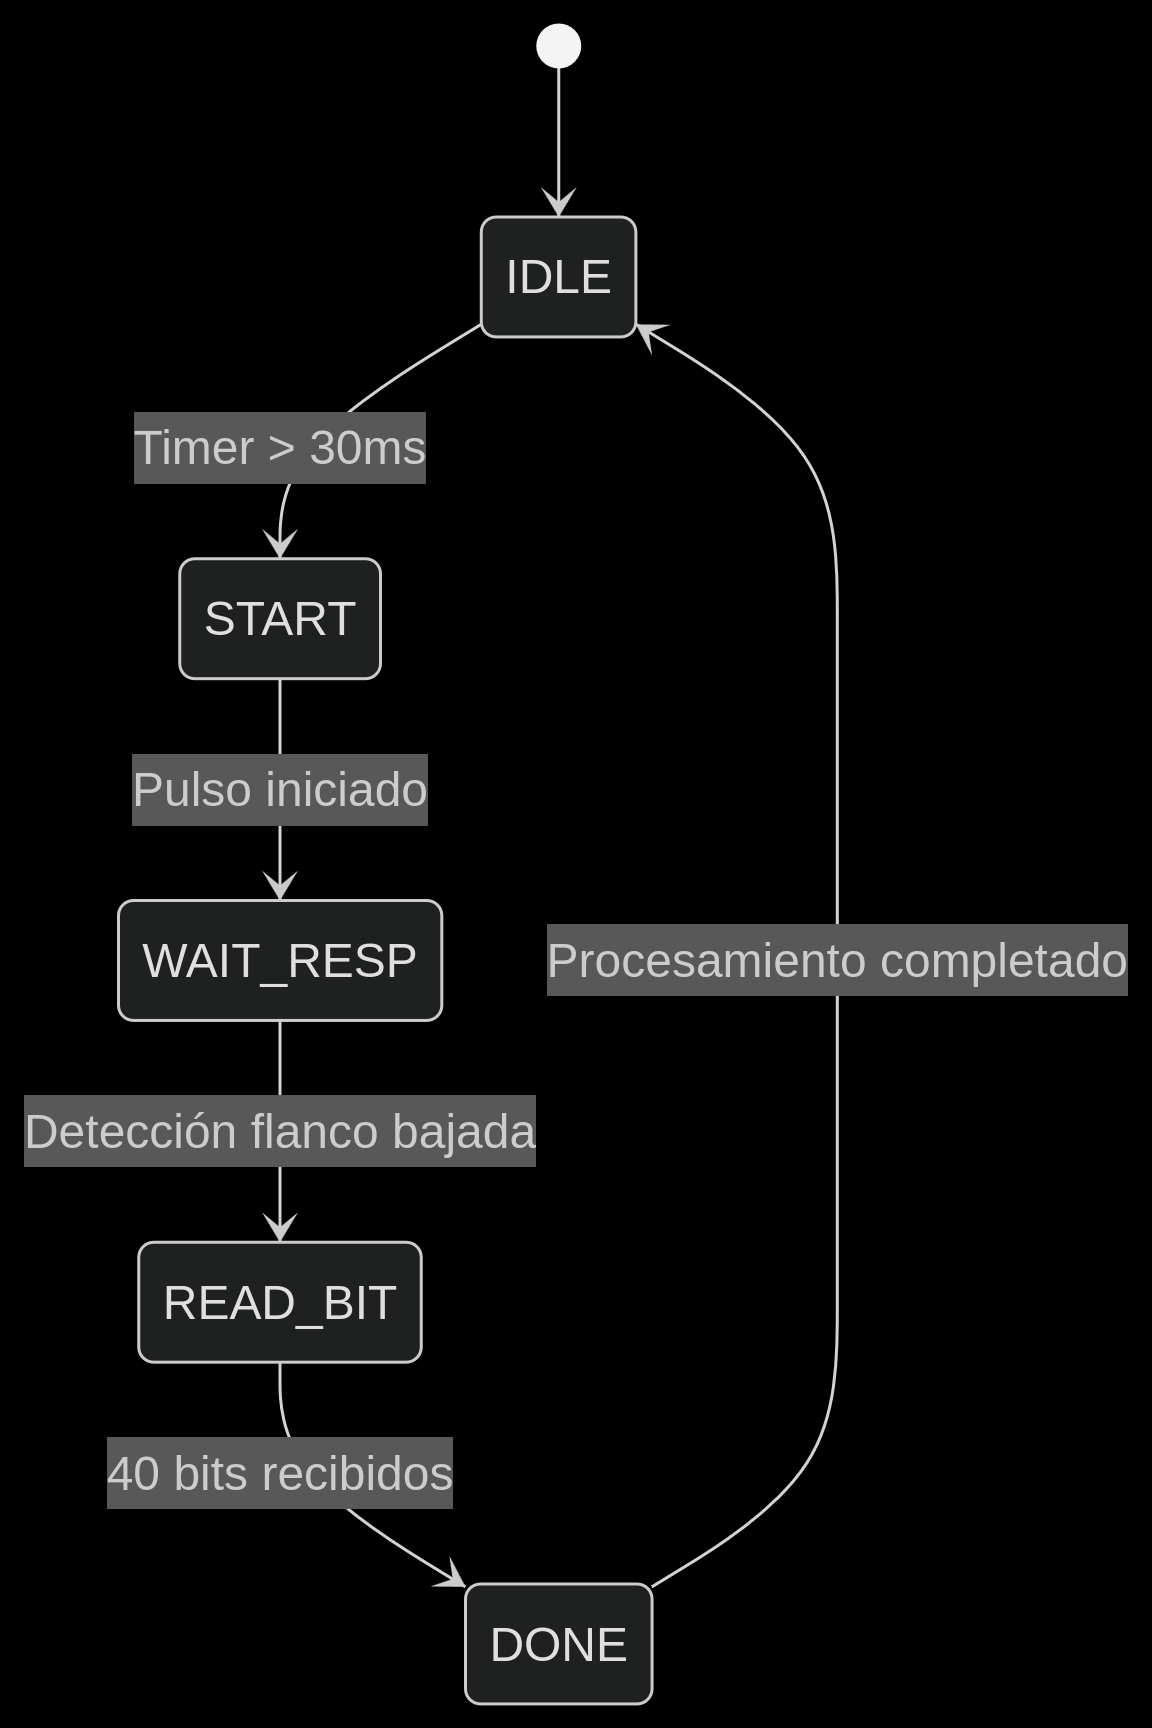 IDLE
Timer > 30ms
START
Pulso iniciado
WAIT_RESP
Procesamiento completado
Detección flanco bajada
READ_BIT
40 bits recibidos
DONE